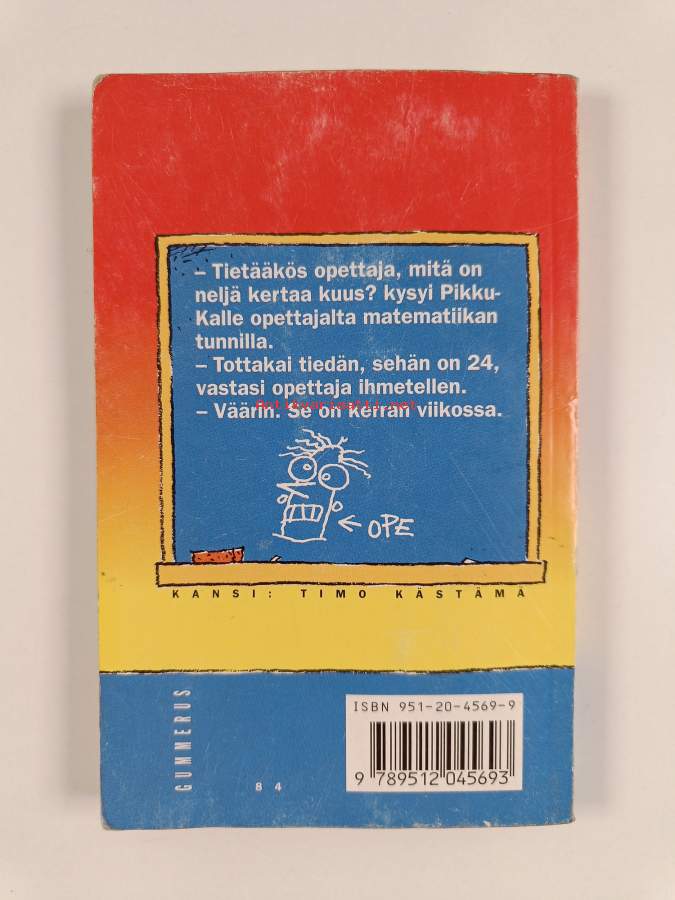 – Tietääkös opettaja, mitä on
neljä kertaa kuus? kysyi Pikku-
Kalle opettajalta matematiikan
tunnilla.
– Tottakai tiedän, sehän on 24,
vastasi opettaja ihmetellen.
– Väärin. Se on kerran viikossa.
Antikvariaatti.net
← OPE
KANSI: TIMO KÄSTÄMÄ
GUMMERUS
84
ISBN 951-20-4569-9
9 789512 045693